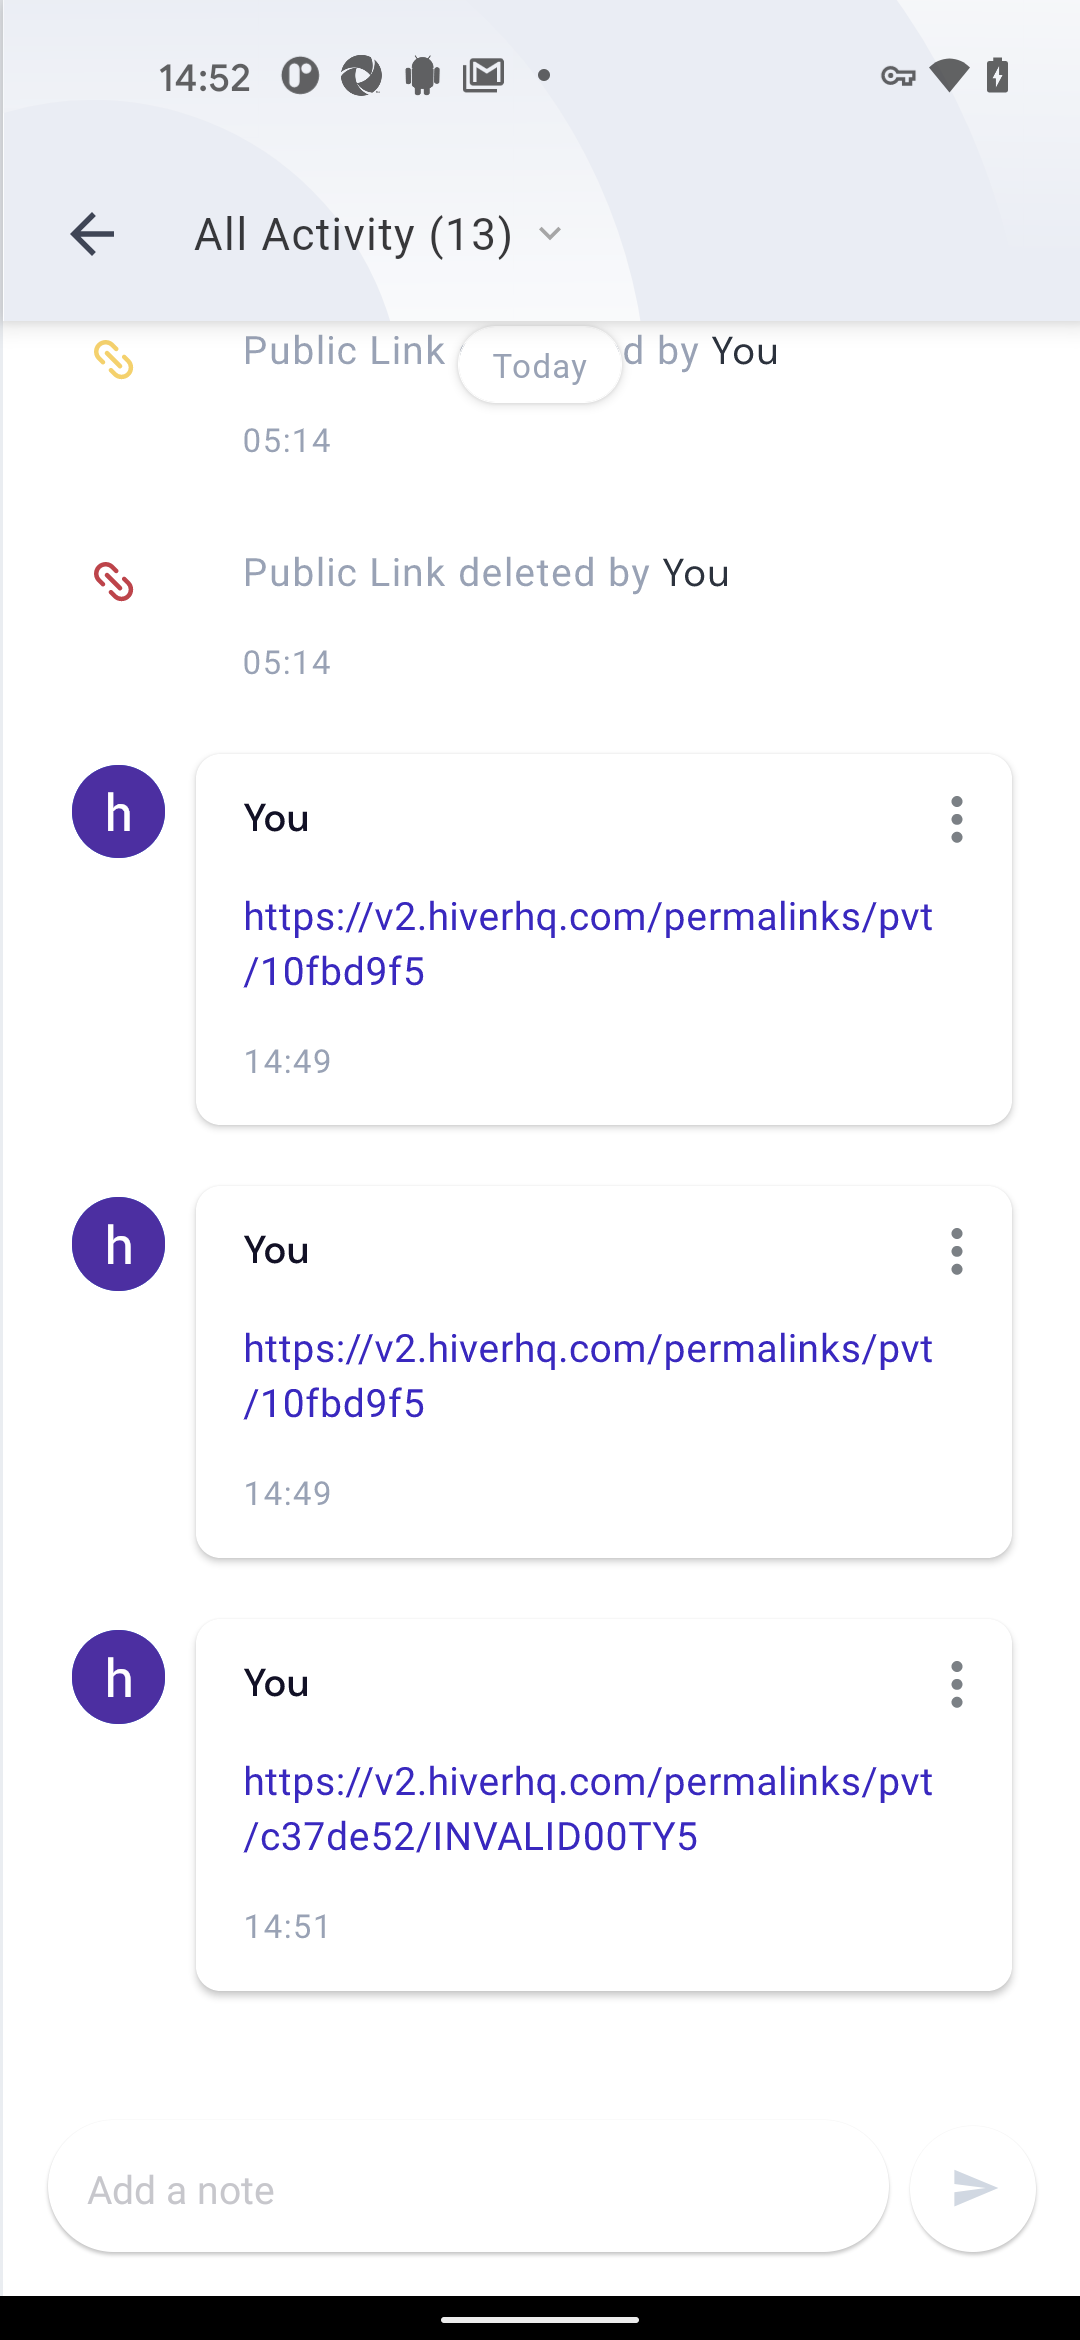 14:52
All Activity (13)
Public Link d by You
Today
05:14
Public Link deleted by You
05:14
h
You
https://v2.hiverhq.com/permalinks/pvt
/10fbd9f5
14:49
h
You
https://v2.hiverhq.com/permalinks/pvt
/10fbd9f5
14:49
h
You
https://v2.hiverhq.com/permalinks/pvt
/c37de52/INVALID00TY5
14:51
Add a note